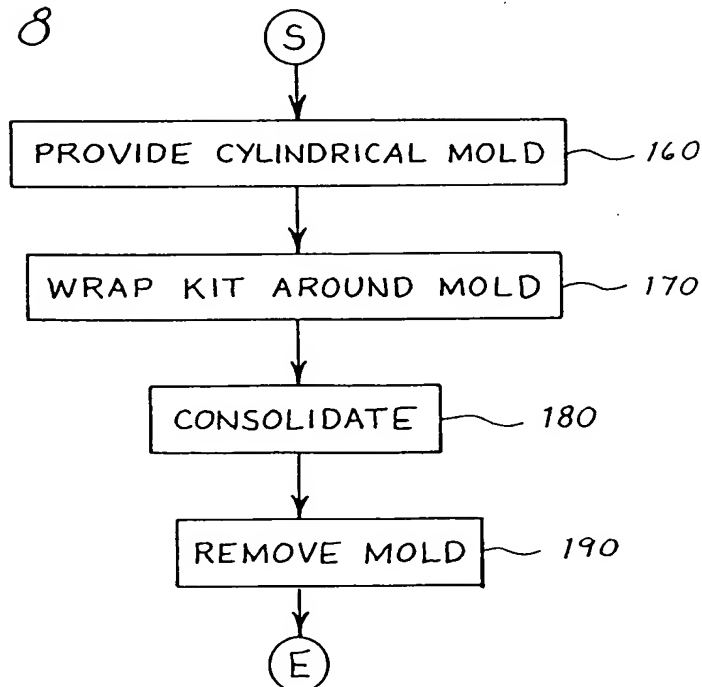 8
S
PROVIDE CYLINDRICAL MOLD 160
WRAP KIT AROUND MOLD 170
CONSOLIDATE 180
REMOVE MOLD 190
E